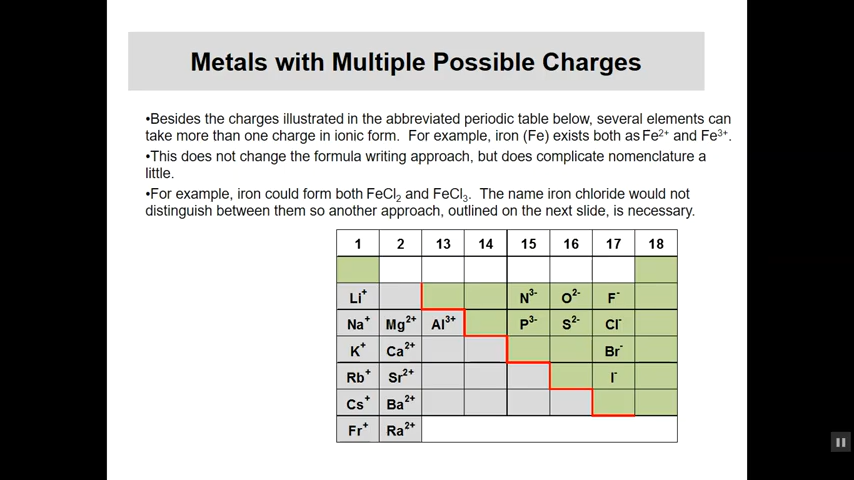 Metals with Multiple Possible Charges
•Besides the charges illustrated in the abbreviated periodic table below, several elements can
take more than one charge in ionic form. For example, iron (Fe) exists both as Fe²⁺ and Fe³⁺.
•This does not change the formula writing approach, but does complicate nomenclature a
little.
•For example, iron could form both FeCl₂ and FeCl₃. The name iron chloride would not
distinguish between them so another approach, outlined on the next slide, is necessary.
1 2 13 14 15 16 17 18
Li⁺ N³⁻ O²⁻ F⁻
Na⁺ Mg²⁺ Al³⁺ P³⁻ S²⁻ Cl⁻
K⁺ Ca²⁺ Br⁻
Rb⁺ Sr²⁺ I⁻
Cs⁺ Ba²⁺
Fr⁺ Ra²⁺